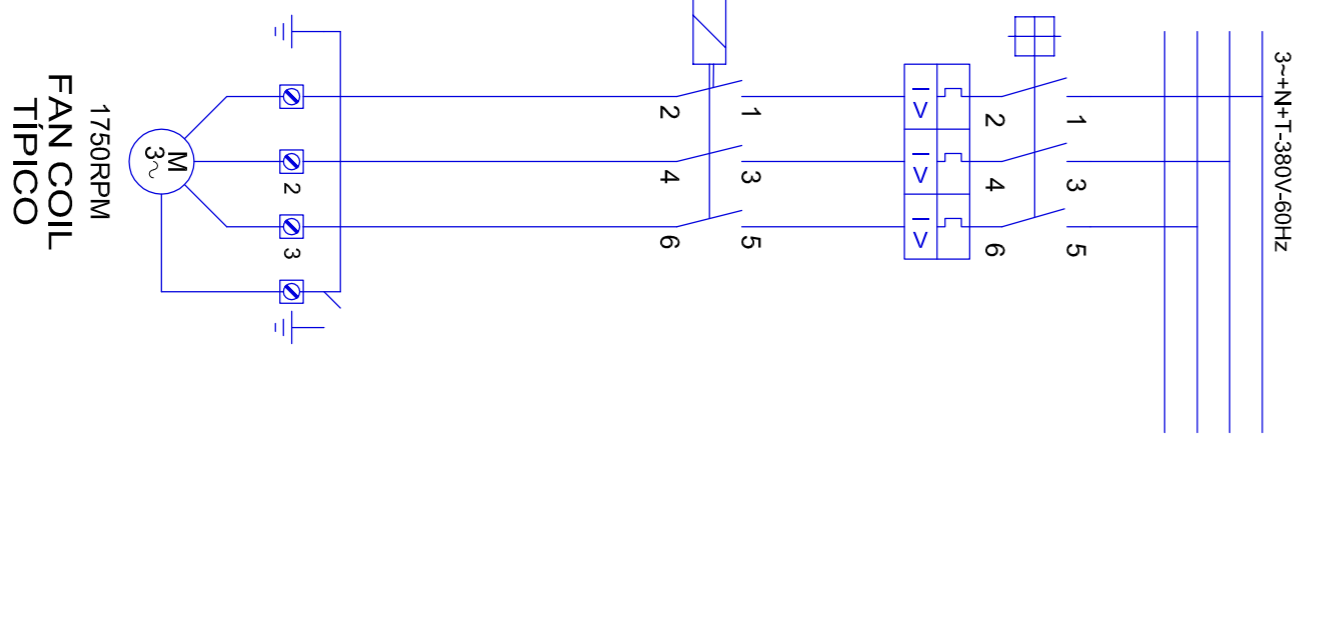 3~+N+T-380V-60Hz
1 3 5
2 4 6
I> I> I>
1 3 5
2 4 6
2 3
M
3~
1750RPM
FAN COIL
TÍPICO